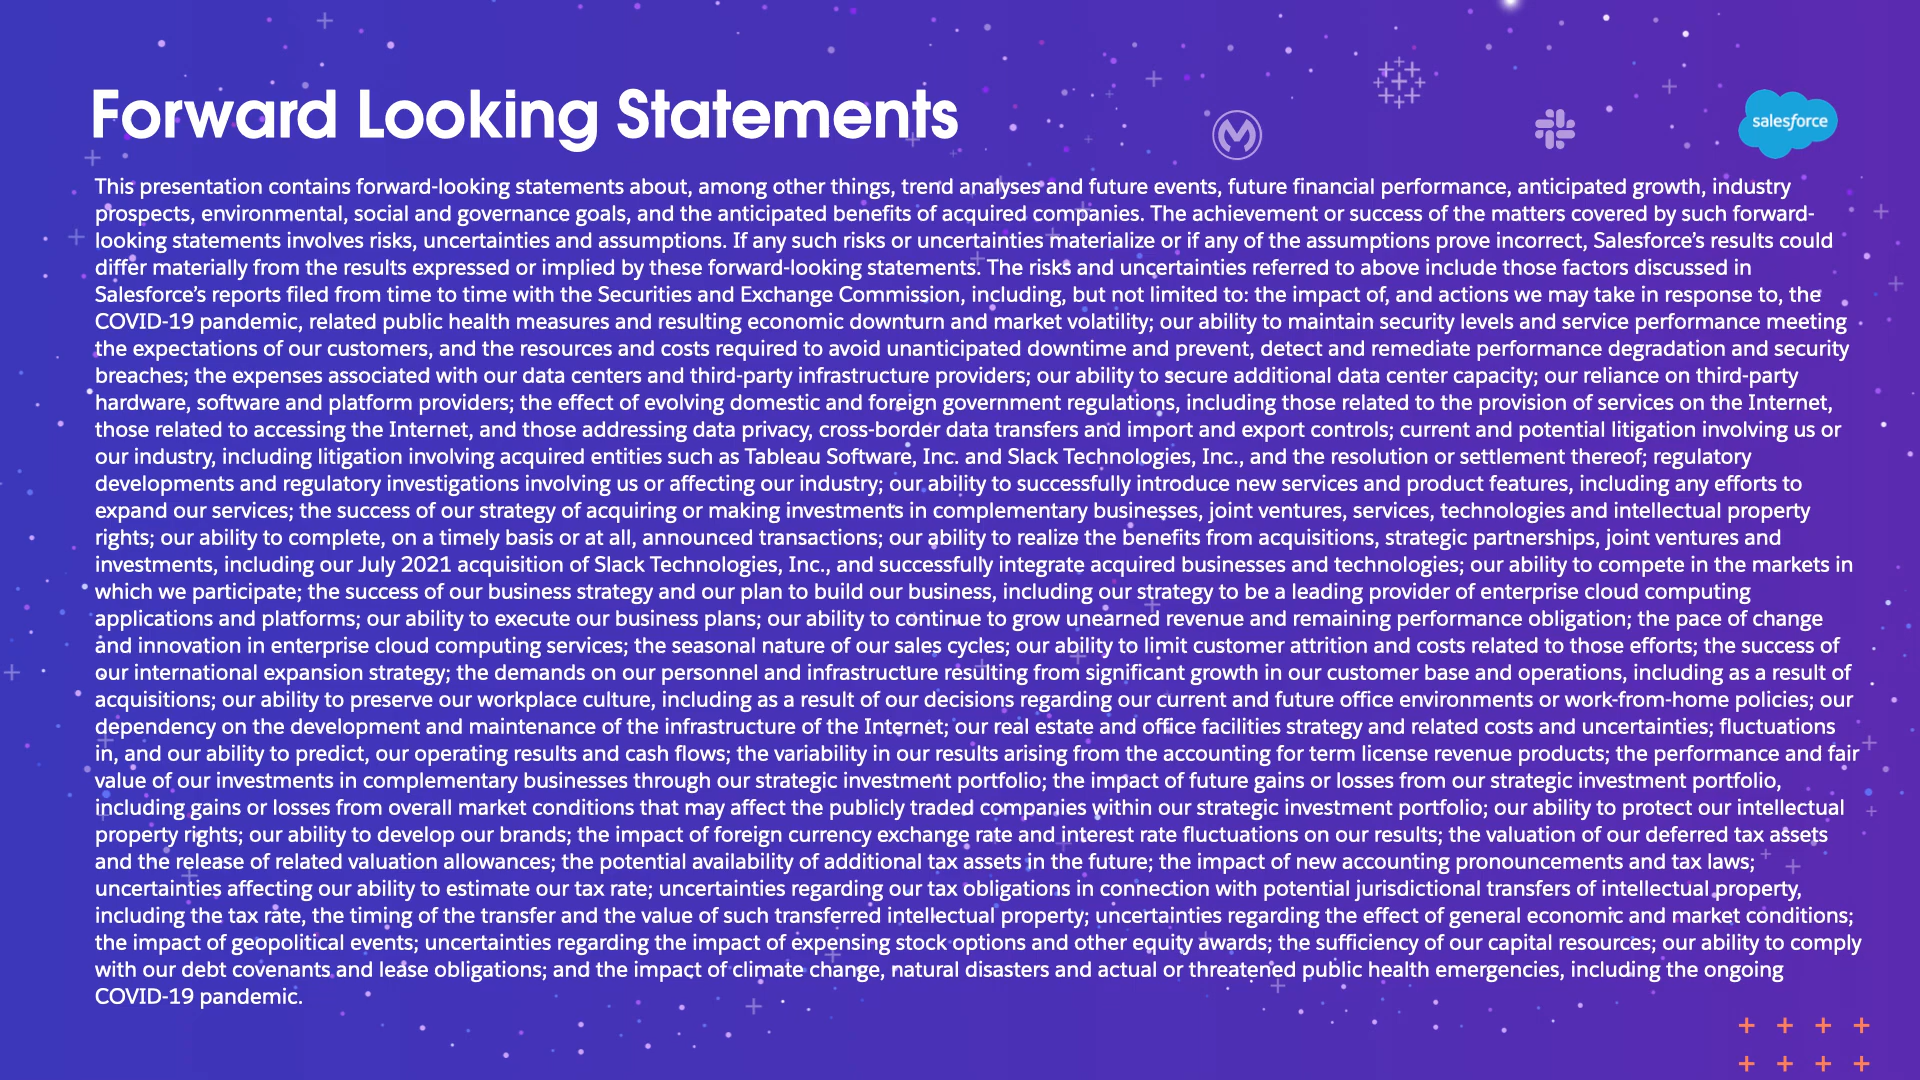 Forward Looking Statements
salesforce
This presentation contains forward-looking statements about, among other things, trend analyses and future events, future financial performance, anticipated growth, industry
prospects, environmental, social and governance goals, and the anticipated benefits of acquired companies. The achievement or success of the matters covered by such forward-
looking statements involves risks, uncertainties and assumptions. If any such risks or uncertainties materialize or if any of the assumptions prove incorrect, Salesforce’s results could
differ materially from the results expressed or implied by these forward-looking statements. The risks and uncertainties referred to above include those factors discussed in
Salesforce’s reports filed from time to time with the Securities and Exchange Commission, including, but not limited to: the impact of, and actions we may take in response to, the
COVID-19 pandemic, related public health measures and resulting economic downturn and market volatility; our ability to maintain security levels and service performance meeting
the expectations of our customers, and the resources and costs required to avoid unanticipated downtime and prevent, detect and remediate performance degradation and security
breaches; the expenses associated with our data centers and third-party infrastructure providers; our ability to secure additional data center capacity; our reliance on third-party
hardware, software and platform providers; the effect of evolving domestic and foreign government regulations, including those related to the provision of services on the Internet,
those related to accessing the Internet, and those addressing data privacy, cross-border data transfers and import and export controls; current and potential litigation involving us or
our industry, including litigation involving acquired entities such as Tableau Software, Inc. and Slack Technologies, Inc., and the resolution or settlement thereof; regulatory
developments and regulatory investigations involving us or affecting our industry; our ability to successfully introduce new services and product features, including any efforts to
expand our services; the success of our strategy of acquiring or making investments in complementary businesses, joint ventures, services, technologies and intellectual property
rights; our ability to complete, on a timely basis or at all, announced transactions; our ability to realize the benefits from acquisitions, strategic partnerships, joint ventures and
investments, including our July 2021 acquisition of Slack Technologies, Inc., and successfully integrate acquired businesses and technologies; our ability to compete in the markets in
which we participate; the success of our business strategy and our plan to build our business, including our strategy to be a leading provider of enterprise cloud computing
applications and platforms; our ability to execute our business plans; our ability to continue to grow unearned revenue and remaining performance obligation; the pace of change
and innovation in enterprise cloud computing services; the seasonal nature of our sales cycles; our ability to limit customer attrition and costs related to those efforts; the success of
our international expansion strategy; the demands on our personnel and infrastructure resulting from significant growth in our customer base and operations, including as a result of
acquisitions; our ability to preserve our workplace culture, including as a result of our decisions regarding our current and future office environments or work-from-home policies; our
dependency on the development and maintenance of the infrastructure of the Internet; our real estate and office facilities strategy and related costs and uncertainties; fluctuations
in, and our ability to predict, our operating results and cash flows; the variability in our results arising from the accounting for term license revenue products; the performance and fair
value of our investments in complementary businesses through our strategic investment portfolio; the impact of future gains or losses from our strategic investment portfolio,
including gains or losses from overall market conditions that may affect the publicly traded companies within our strategic investment portfolio; our ability to protect our intellectual
property rights; our ability to develop our brands; the impact of foreign currency exchange rate and interest rate fluctuations on our results; the valuation of our deferred tax assets
and the release of related valuation allowances; the potential availability of additional tax assets in the future; the impact of new accounting pronouncements and tax laws;
uncertainties affecting our ability to estimate our tax rate; uncertainties regarding our tax obligations in connection with potential jurisdictional transfers of intellectual property,
including the tax rate, the timing of the transfer and the value of such transferred intellectual property; uncertainties regarding the effect of general economic and market conditions;
the impact of geopolitical events; uncertainties regarding the impact of expensing stock options and other equity awards; the sufficiency of our capital resources; our ability to comply
with our debt covenants and lease obligations; and the impact of climate change, natural disasters and actual or threatened public health emergencies, including the ongoing
COVID-19 pandemic.